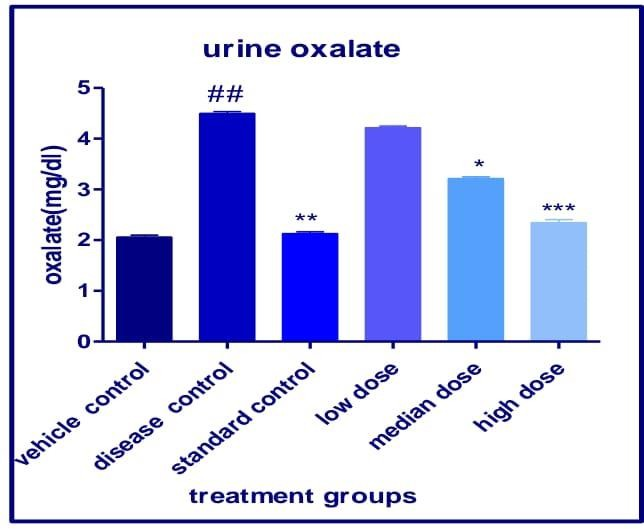 urine oxalate
oxalate(mg/dl)
5
4
3
2
1
0
##
**
*
***
vehicle control
disease control
standard control
low dose
median dose
high dose
treatment groups